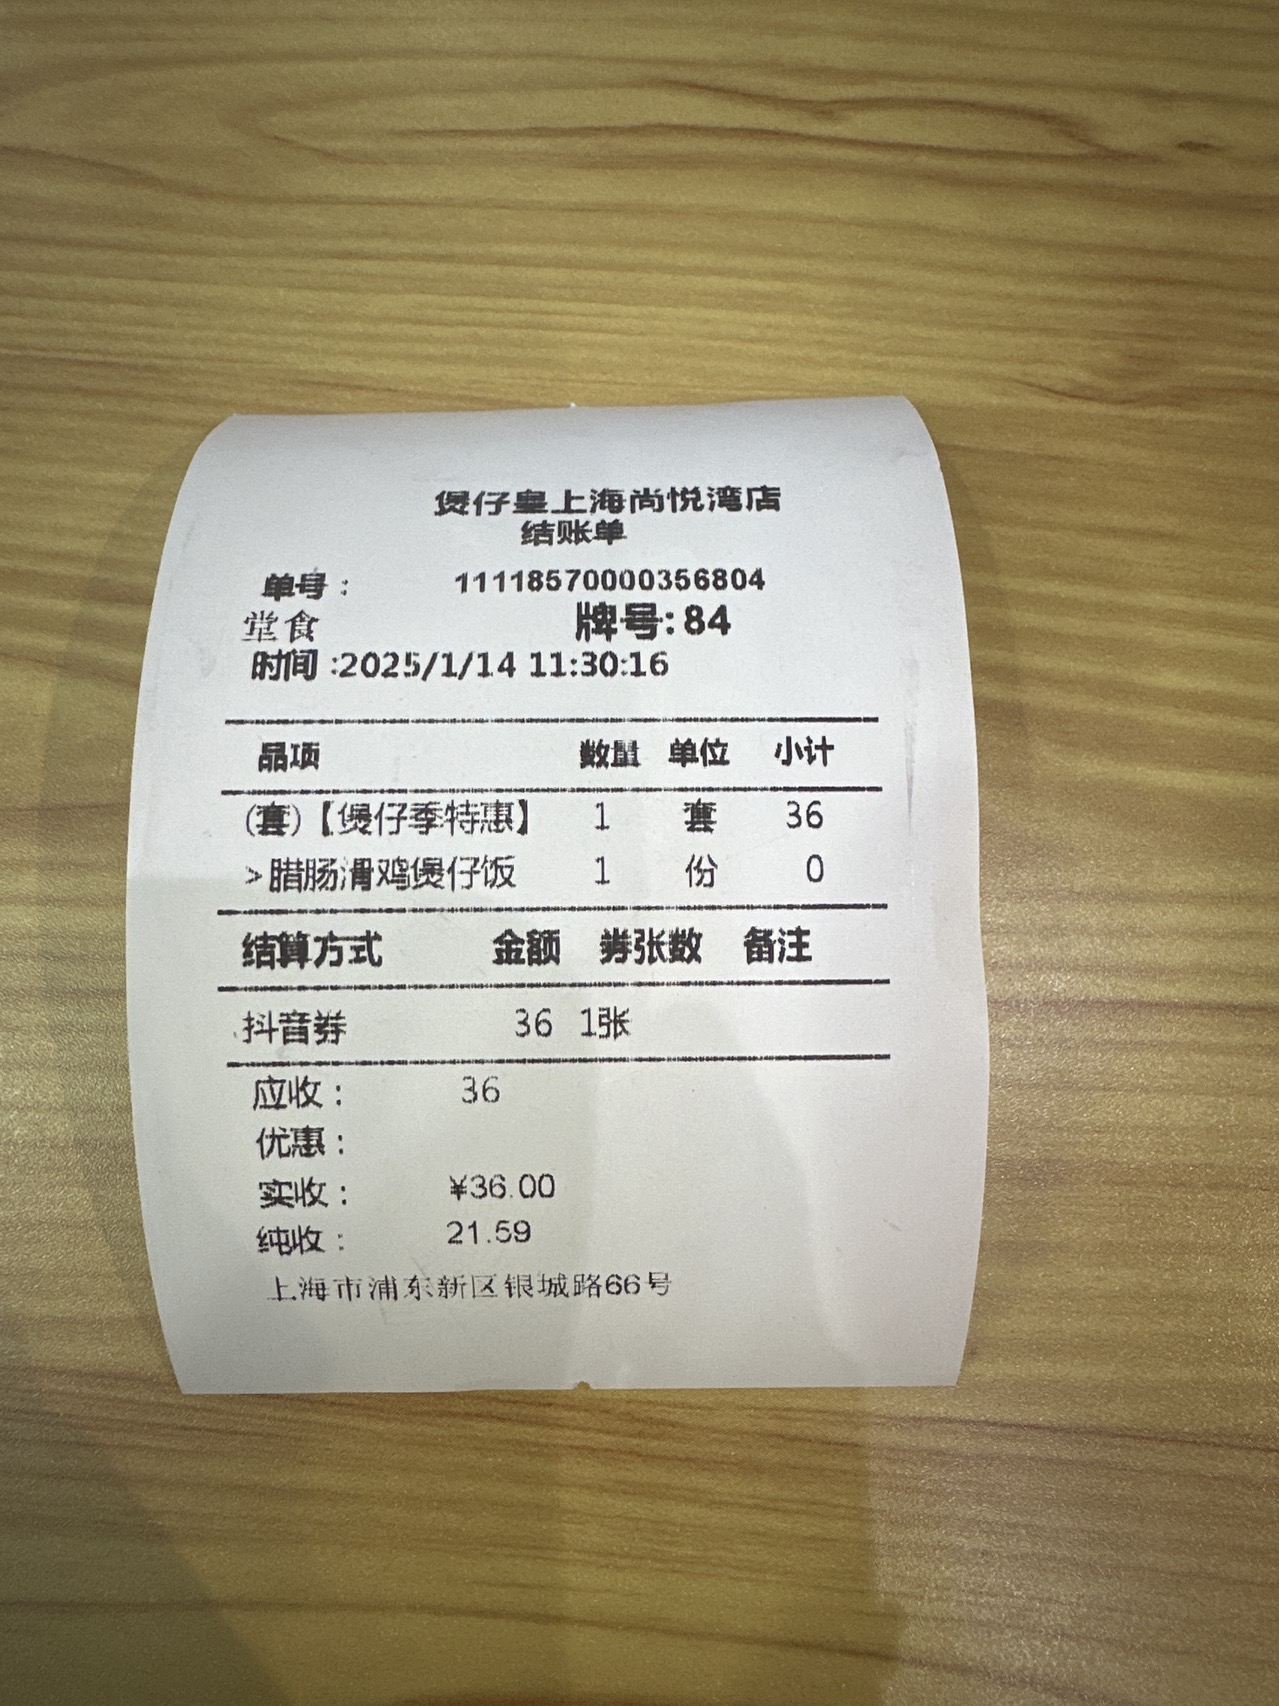 煲仔皇上海尚悦湾店
结账单
单号： 11118570000356804
堂食 牌号:84
时间:2025/1/14 11:30:16
品项 数量 单位 小计
(套)【煲仔季特惠】 1 套 36
>腊肠滑鸡煲仔饭 1 份 0
结算方式 金额 券张数 备注
抖音券 36 1张
应收： 36
优惠：
实收： ¥36.00
纯收： 21.59
上海市浦东新区银城路66号